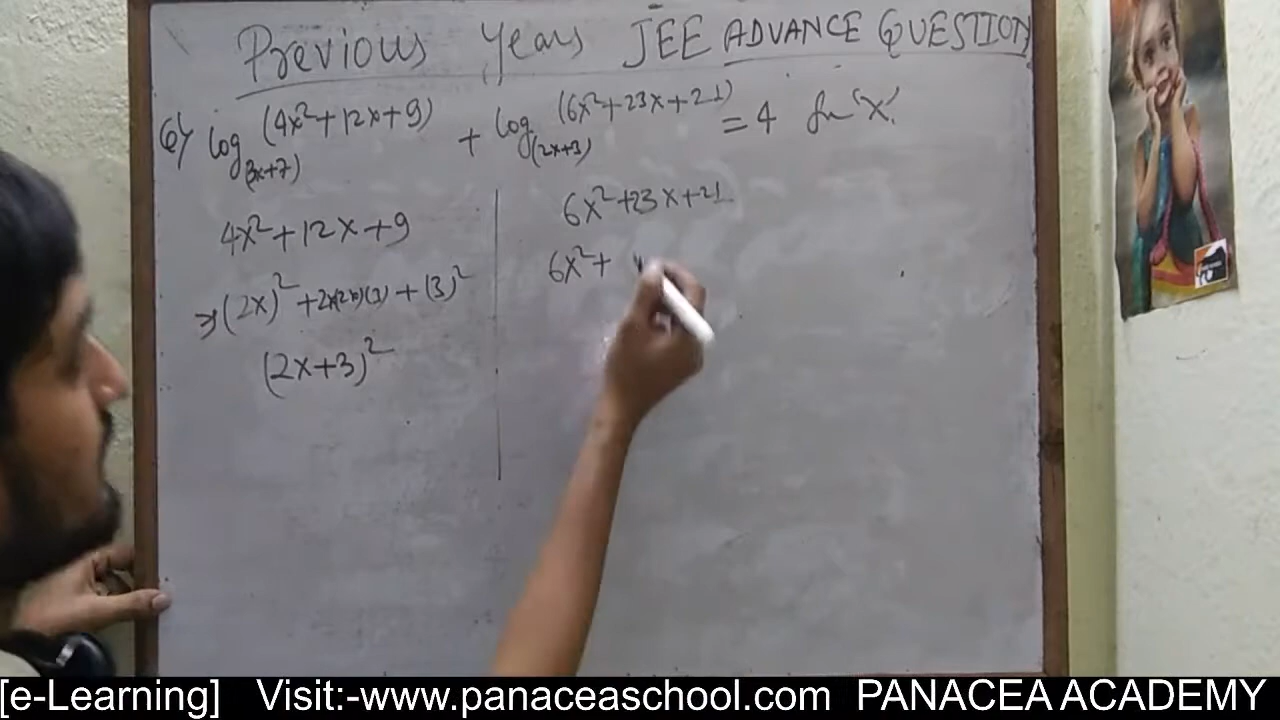 Previous Years JEE ADVANCE QUESTION
Q) log(3x+7) (4x²+12x+9) + log(2x+3) (6x²+23x+21) = 4 for 'x'.
4x²+12x+9
⇒ (2x)²+2x(2x)(3)+(3)²
(2x+3)²
6x²+23x+21
6x²+
[e-Learning] Visit:-www.panaceaschool.com PANACEA ACADEMY